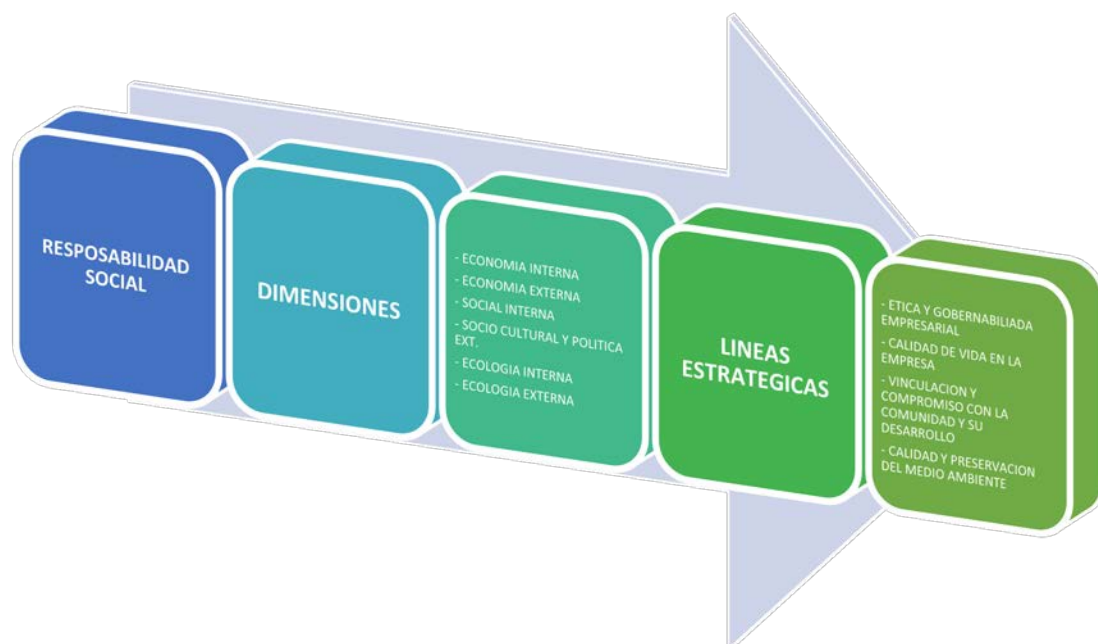 RESPOSABILIDAD
SOCIAL
DIMENSIONES
- ECONOMIA INTERNA
- ECONOMIA EXTERNA
- SOCIAL INTERNA
- SOCIO CULTURAL Y POLITICA
EXT.
- ECOLOGIA INTERNA
- ECOLOGIA EXTERNA
LINEAS
ESTRATEGICAS
- ETICA Y GOBERNABILIADA
EMPRESARIAL
- CALIDAD DE VIDA EN LA
EMPRESA
- VINCULACION Y
COMPROMISO CON LA
COMUNIDAD Y SU
DESARROLLO
- CALIDAD Y PRESERVACION
DEL MEDIO AMBIENTE